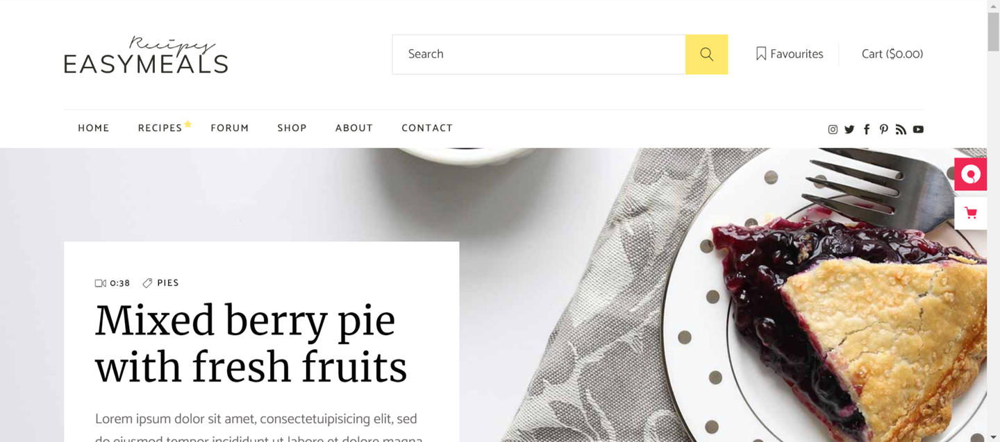 Recipes
EASYMEALS
Search
Favourites
Cart ($0.00)
HOME RECIPES FORUM SHOP ABOUT CONTACT
0:38 PIES
Mixed berry pie
with fresh fruits
Lorem ipsum dolor sit amet, consectetuipisicing elit, sed
do eiusmod tempor incididunt ut labore et dolore magna